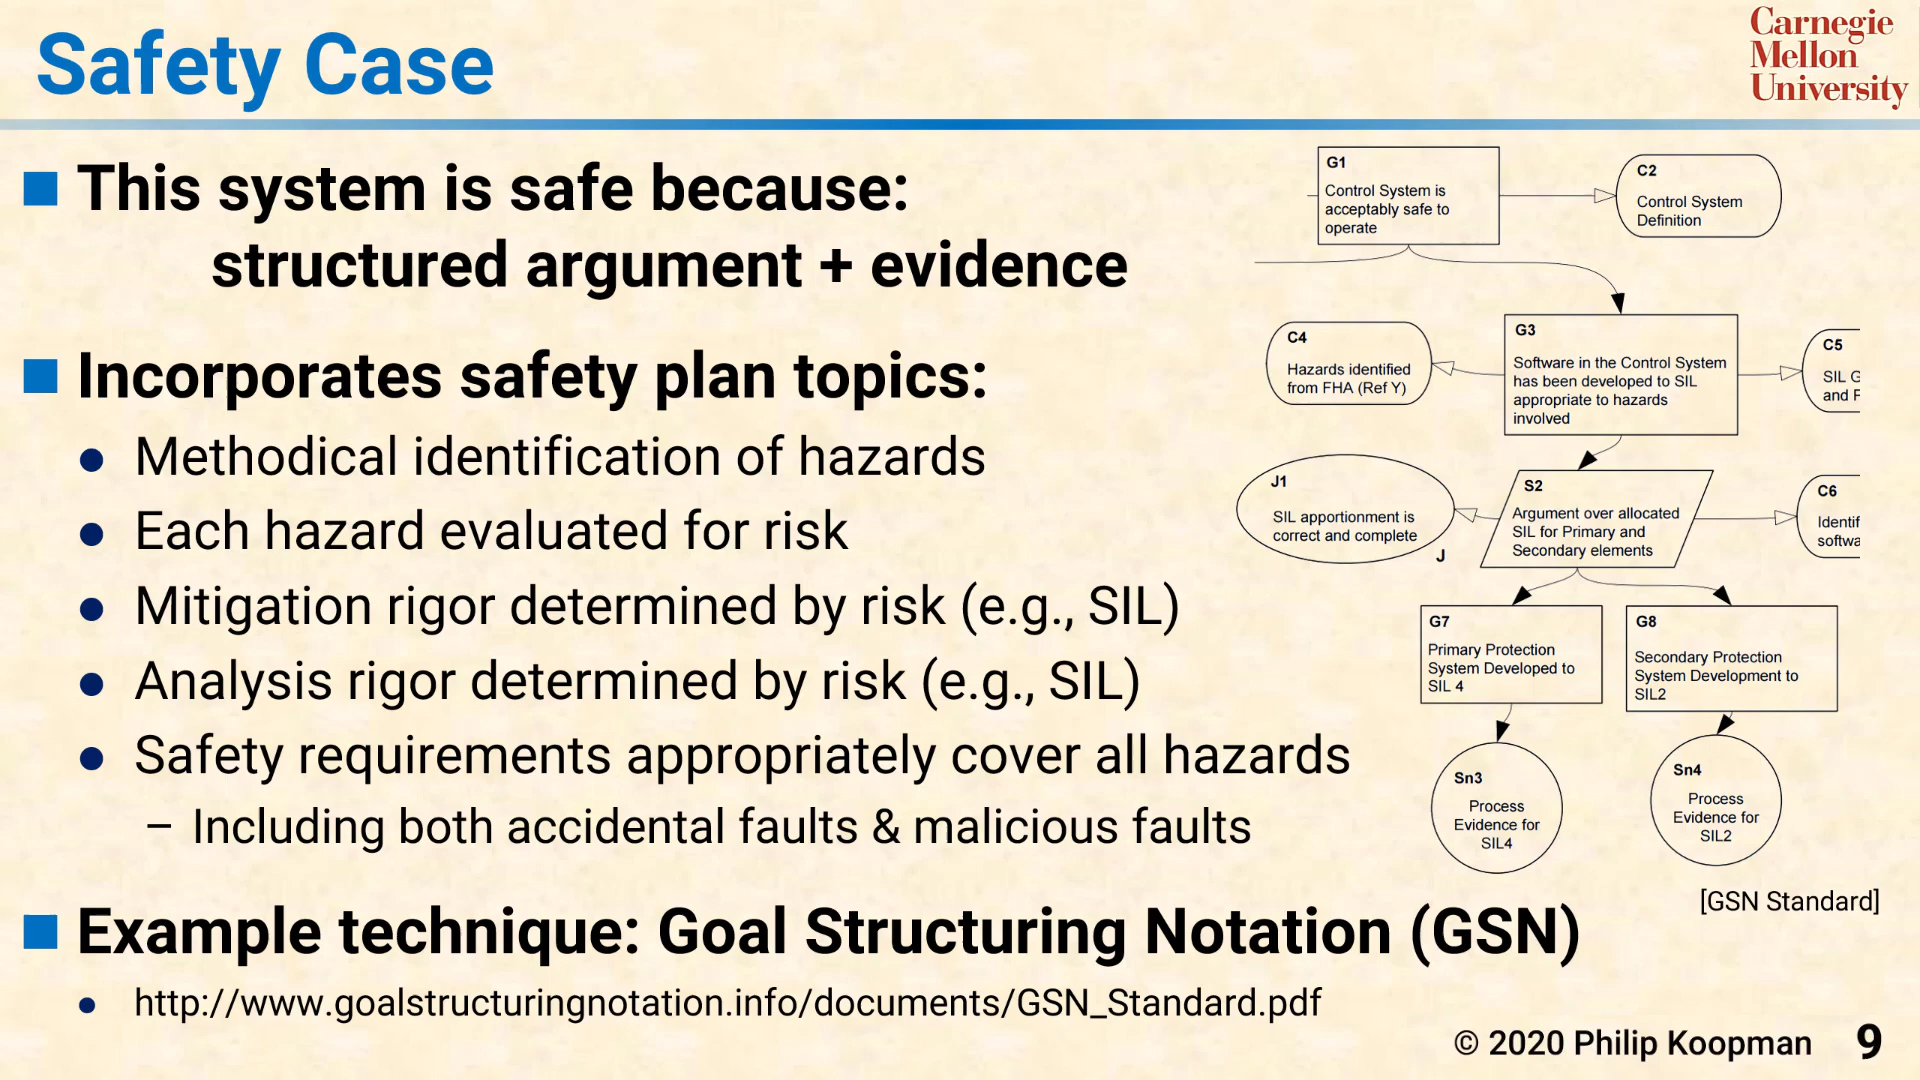 Safety Case
Carnegie
Mellon
University
This system is safe because:
structured argument + evidence
Incorporates safety plan topics:
Methodical identification of hazards
Each hazard evaluated for risk
Mitigation rigor determined by risk (e.g., SIL)
Analysis rigor determined by risk (e.g., SIL)
Safety requirements appropriately cover all hazards
– Including both accidental faults & malicious faults
Example technique: Goal Structuring Notation (GSN)
http://www.goalstructuringnotation.info/documents/GSN_Standard.pdf
G1
Control System is
acceptably safe to
operate
C2
Control System
Definition
C4
Hazards identified
from FHA (Ref Y)
G3
Software in the Control System
has been developed to SIL
appropriate to hazards
involved
C5
SIL G
and F
J1
SIL apportionment is
correct and complete
J
S2
Argument over allocated
SIL for Primary and
Secondary elements
C6
Identif
softwa
G7
Primary Protection
System Developed to
SIL 4
G8
Secondary Protection
System Development to
SIL2
Sn3
Process
Evidence for
SIL4
Sn4
Process
Evidence for
SIL2
[GSN Standard]
© 2020 Philip Koopman 9